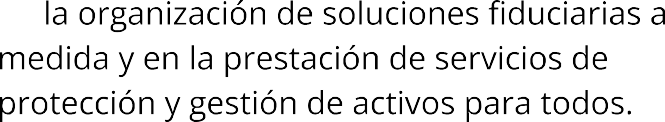 la organización de soluciones fiduciarias a
medida y en la prestación de servicios de
protección y gestión de activos para todos.